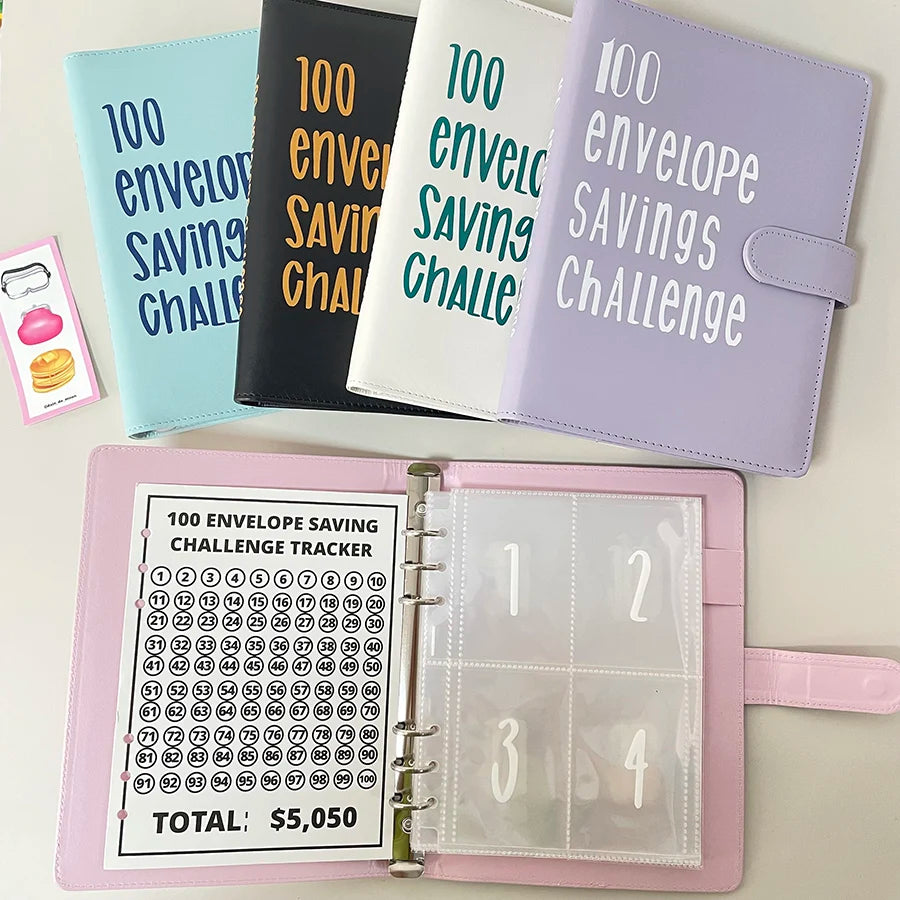 100
envelop
savings
challe
100
envel
savin
chal
100
envelo
saving
challe
100
envelope
savings
challenge
100 ENVELOPE SAVING
CHALLENGE TRACKER
1 2 3 4 5 6 7 8 9 10
11 12 13 14 15 16 17 18 19 20
21 22 23 24 25 26 27 28 29 30
31 32 33 34 35 36 37 38 39 40
41 42 43 44 45 46 47 48 49 50
51 52 53 54 55 56 57 58 59 60
61 62 63 64 65 66 67 68 69 70
71 72 73 74 75 76 77 78 79 80
81 82 83 84 85 86 87 88 89 90
91 92 93 94 95 96 97 98 99 100
TOTAL: $5,050
1 2
3 4